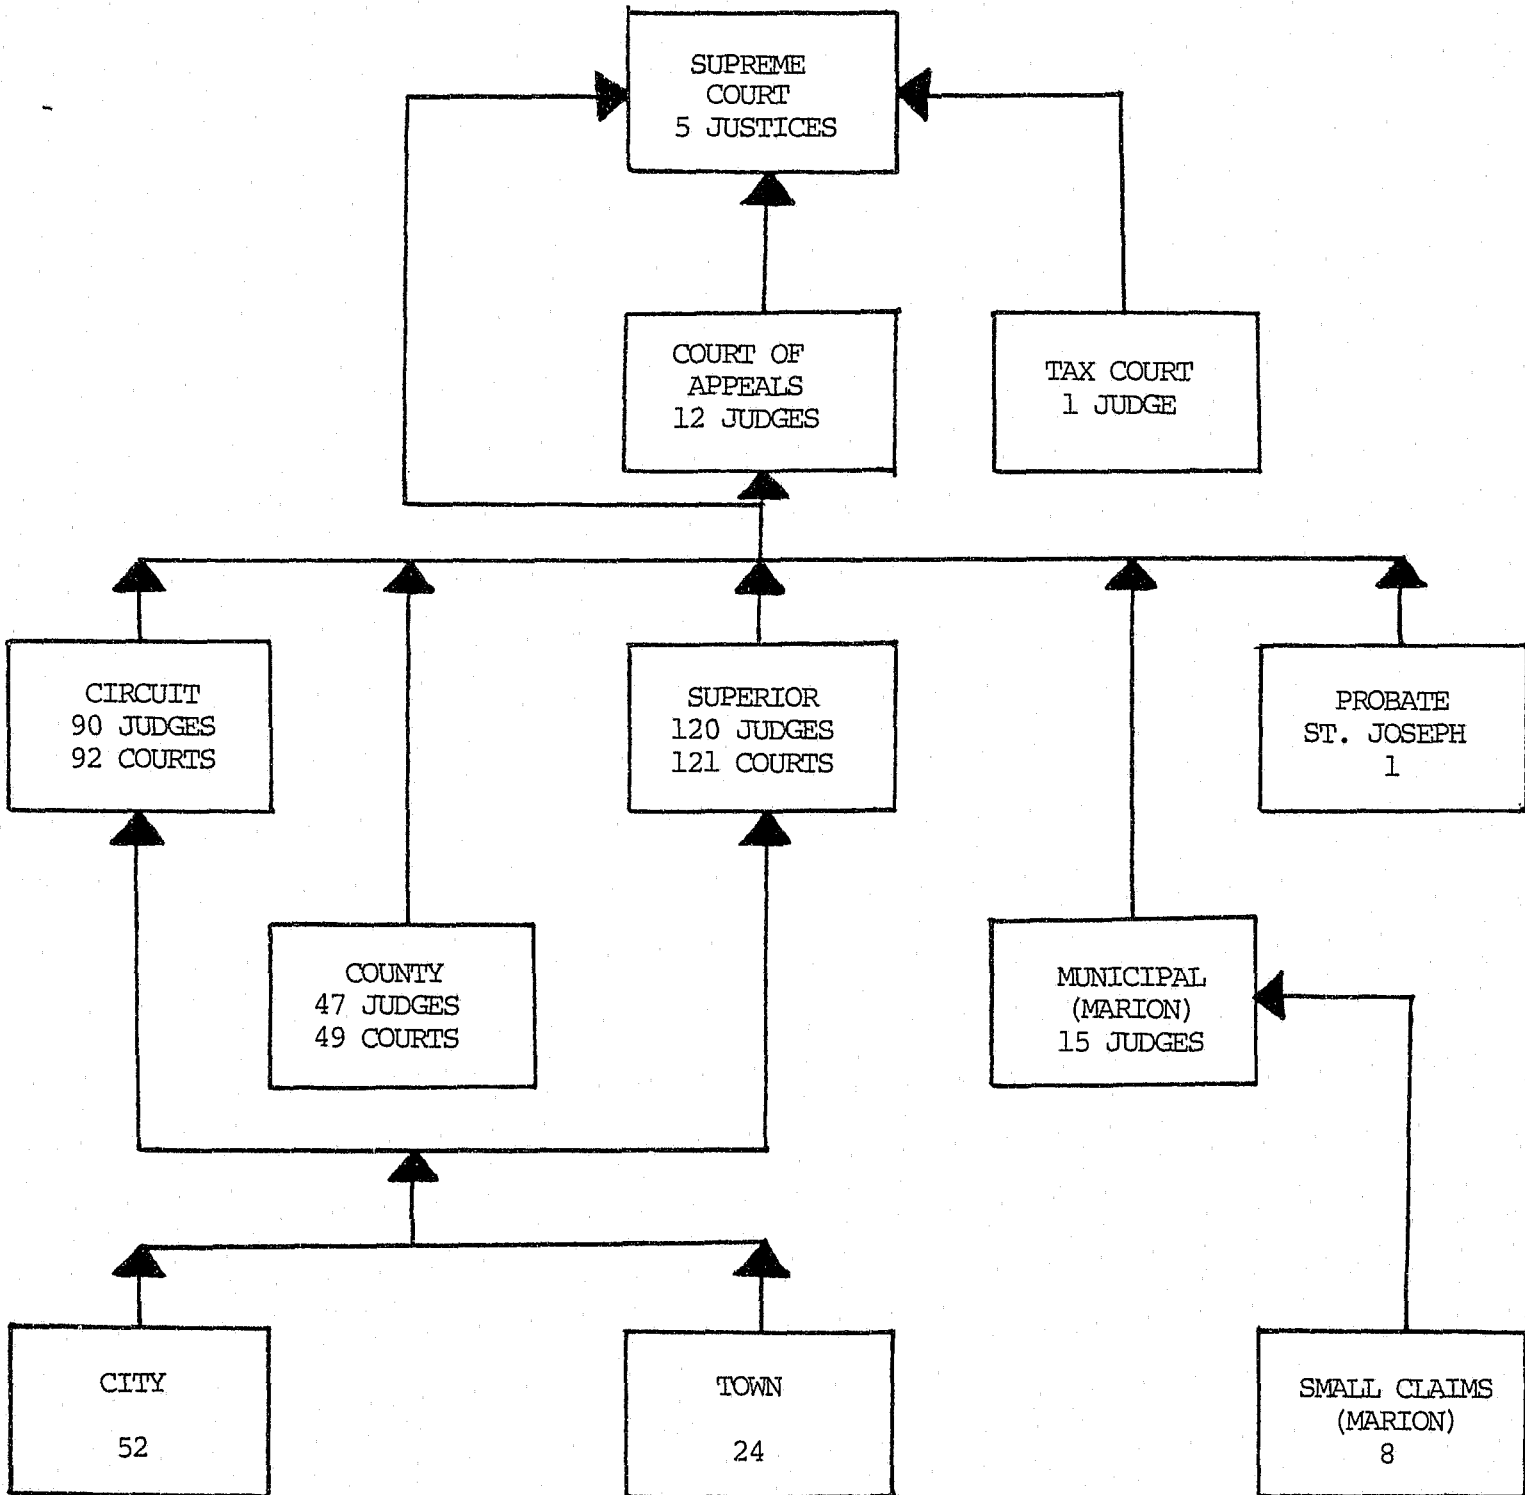 SUPREME
COURT
5 JUSTICES
COURT OF
APPEALS
12 JUDGES
TAX COURT
1 JUDGE
CIRCUIT
90 JUDGES
92 COURTS
SUPERIOR
120 JUDGES
121 COURTS
PROBATE
ST. JOSEPH
1
COUNTY
47 JUDGES
49 COURTS
MUNICIPAL
(MARION)
15 JUDGES
CITY
52
TOWN
24
SMALL CLAIMS
(MARION)
8